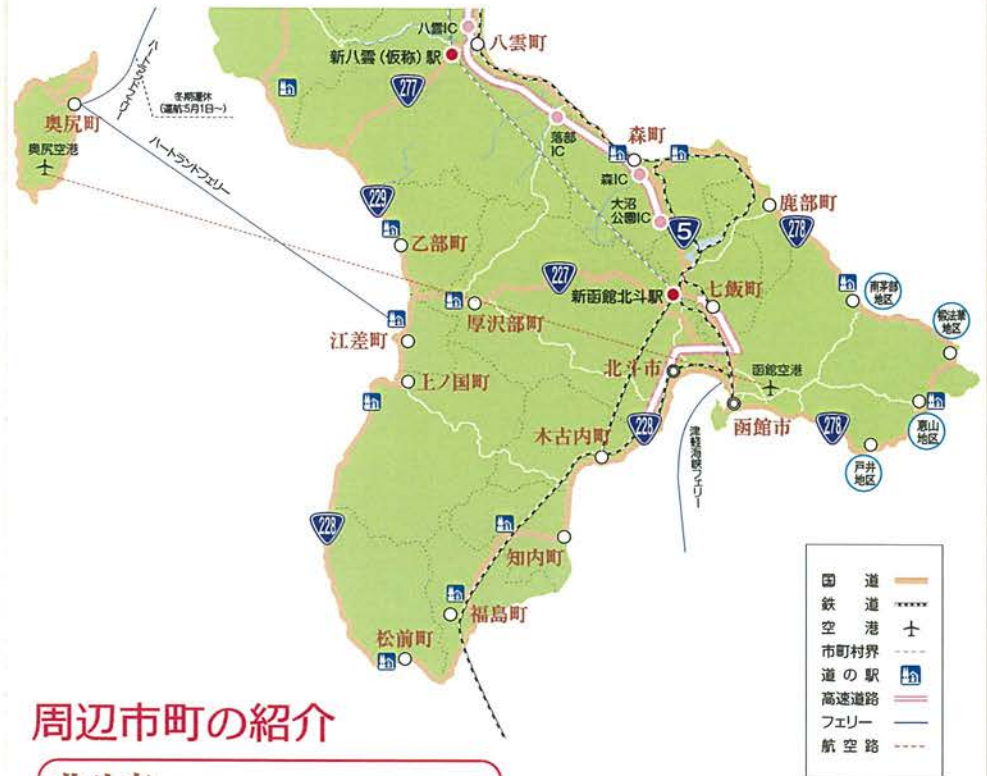 八雲IC
八雲町
新八雲(仮称)駅
277
ハートランドフェリー
冬期運休
(運航:5月1日〜)
奥尻町
奥尻空港
ハートランドフェリー
落部
IC
森町
森IC
大沼
公園IC
鹿部町
278
5
229
乙部町
227
新函館北斗駅
七飯町
南茅部
地区
椴法華
地区
厚沢部町
江差町
北斗市
函館空港
上ノ国町
函館市
278
恵山
地区
戸井
地区
228
木古内町
津軽海峡フェリー
228
知内町
福島町
松前町
国道
鉄道
空港
市町村界
道の駅
高速道路
フェリー
航空路
周辺市町の紹介